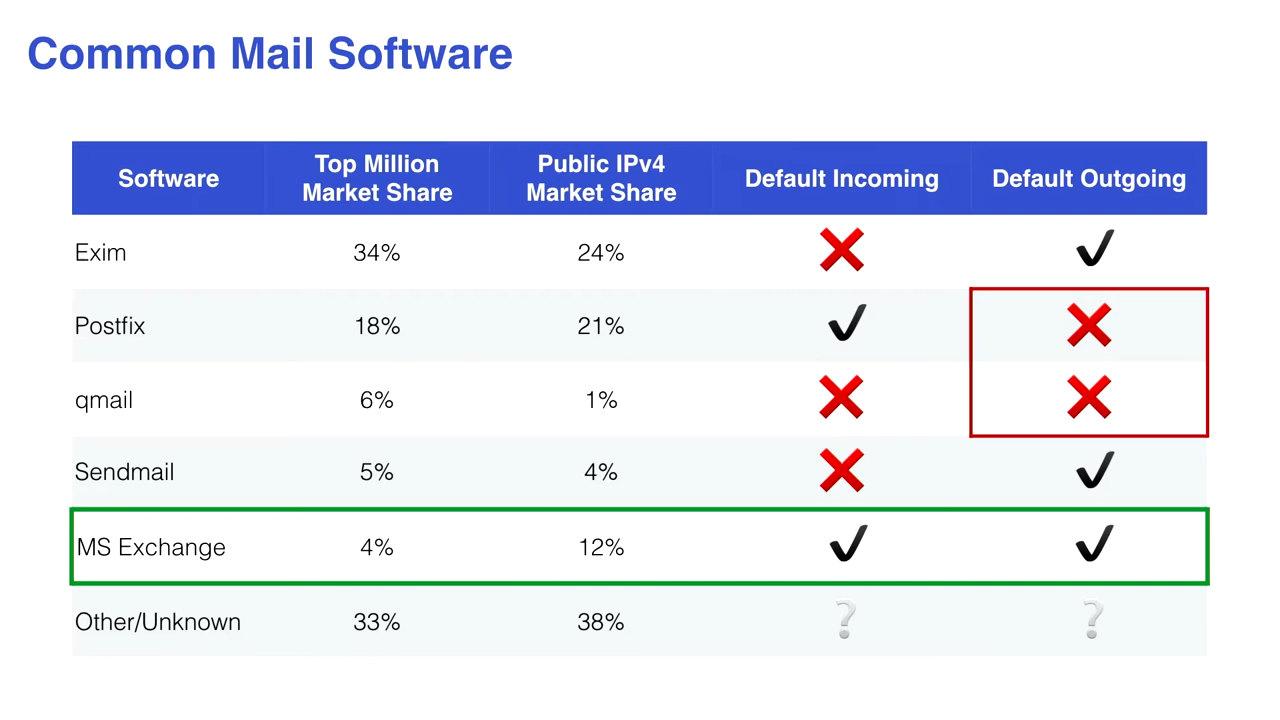 Common Mail Software
Software
Top Million
Market Share
Public IPv4
Market Share
Default Incoming
Default Outgoing
Exim 34% 24% ❌ ✔
Postfix 18% 21% ✔ ❌
qmail 6% 1% ❌ ❌
Sendmail 5% 4% ❌ ✔
MS Exchange 4% 12% ✔ ✔
Other/Unknown 33% 38% ? ?